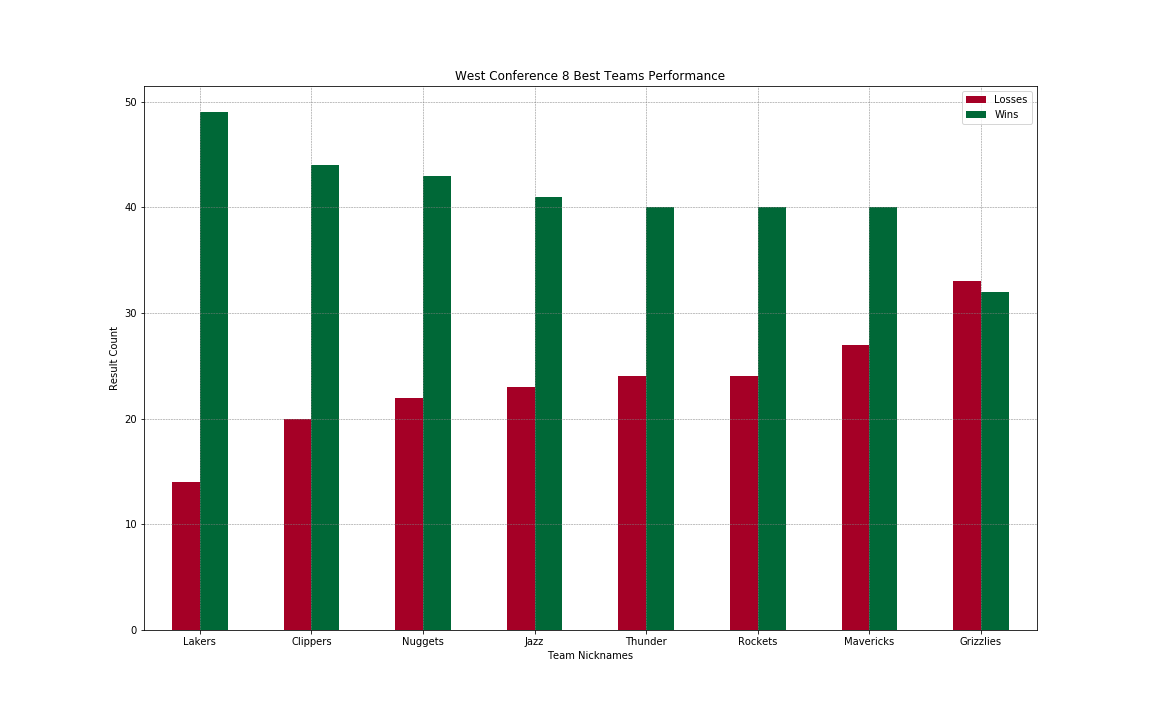 West Conference 8 Best Teams Performance
Losses
Wins
50
40
30
20
10
0
Result Count
Lakers Clippers Nuggets Jazz Thunder Rockets Mavericks Grizzlies
Team Nicknames